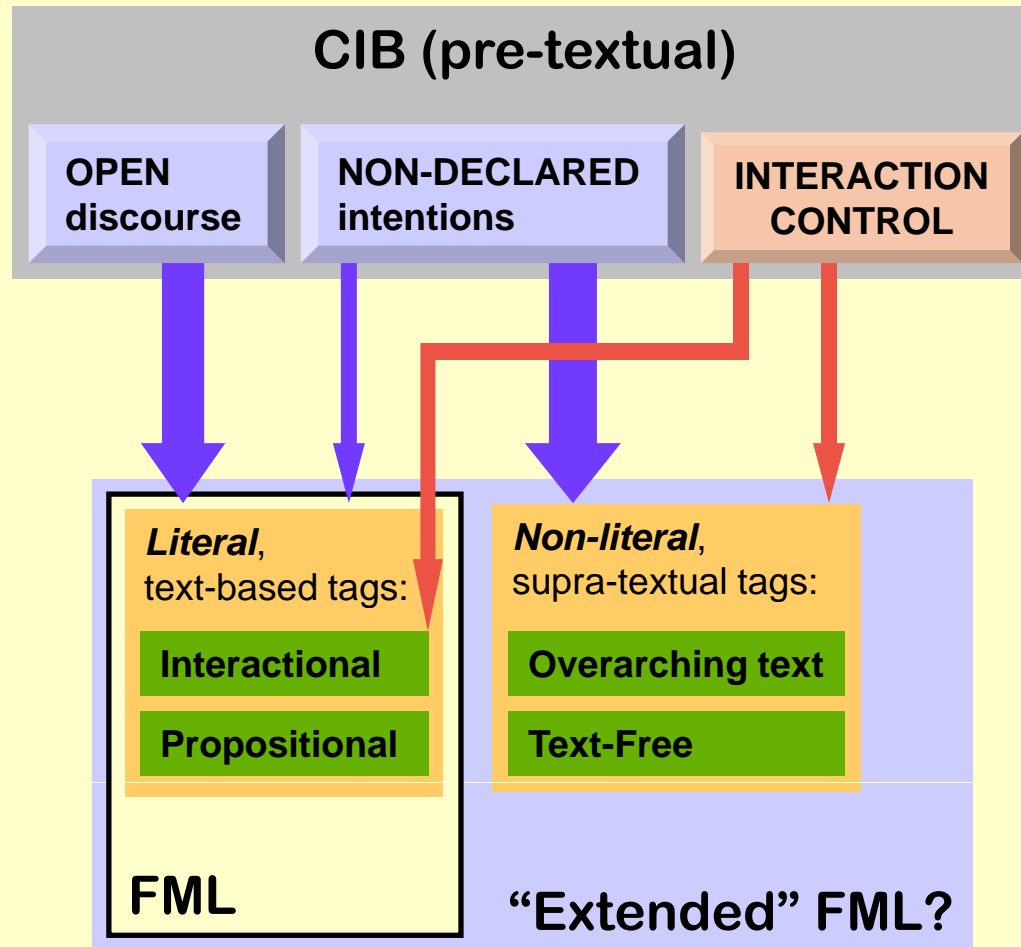 CIB (pre-textual)
OPEN
discourse
NON-DECLARED
intentions
INTERACTION
CONTROL
Literal,
text-based tags:
Interactional
Propositional
FML
Non-literal,
supra-textual tags:
Overarching text
Text-Free
“Extended” FML?